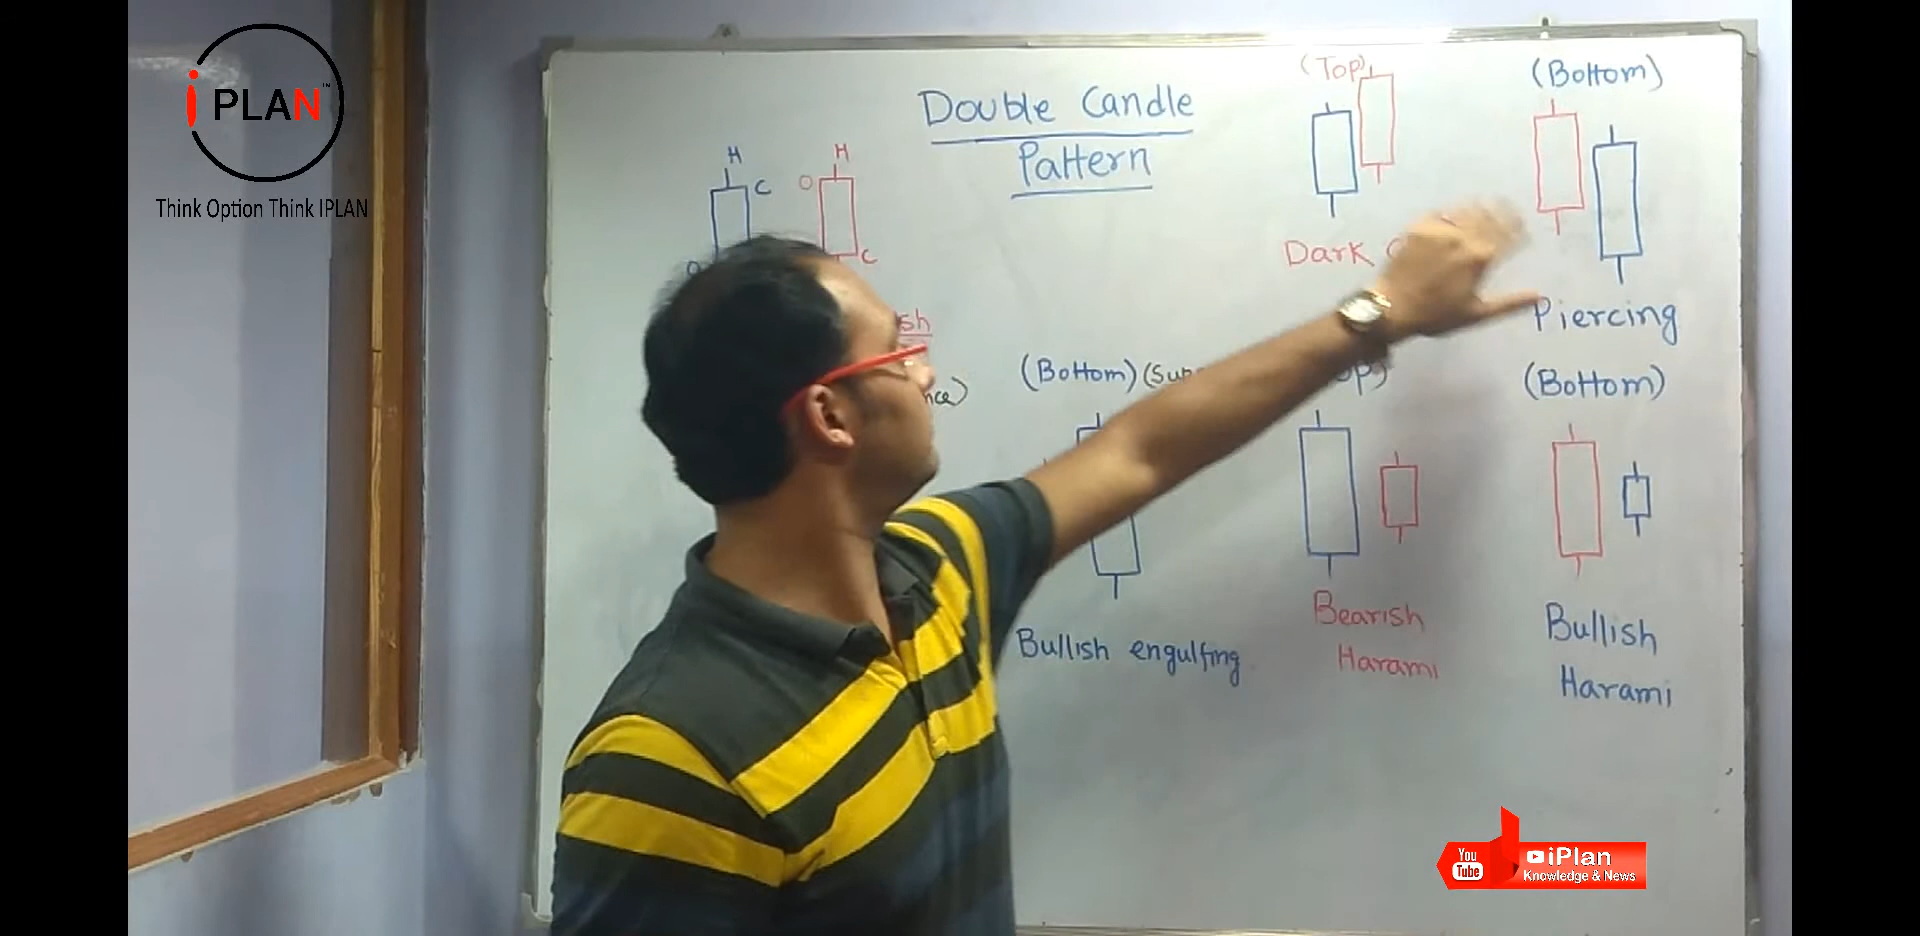 iPLAN™
Think Option Think IPLAN
Double Candle
Pattern
H
C
O
H
O
C
(Top)
(Bottom)
Dark
Piercing
(Bottom)
(Bottom)
Bullish engulfing
Bearish
Harami
Bullish
Harami
You
Tube
iPlan
Knowledge & News